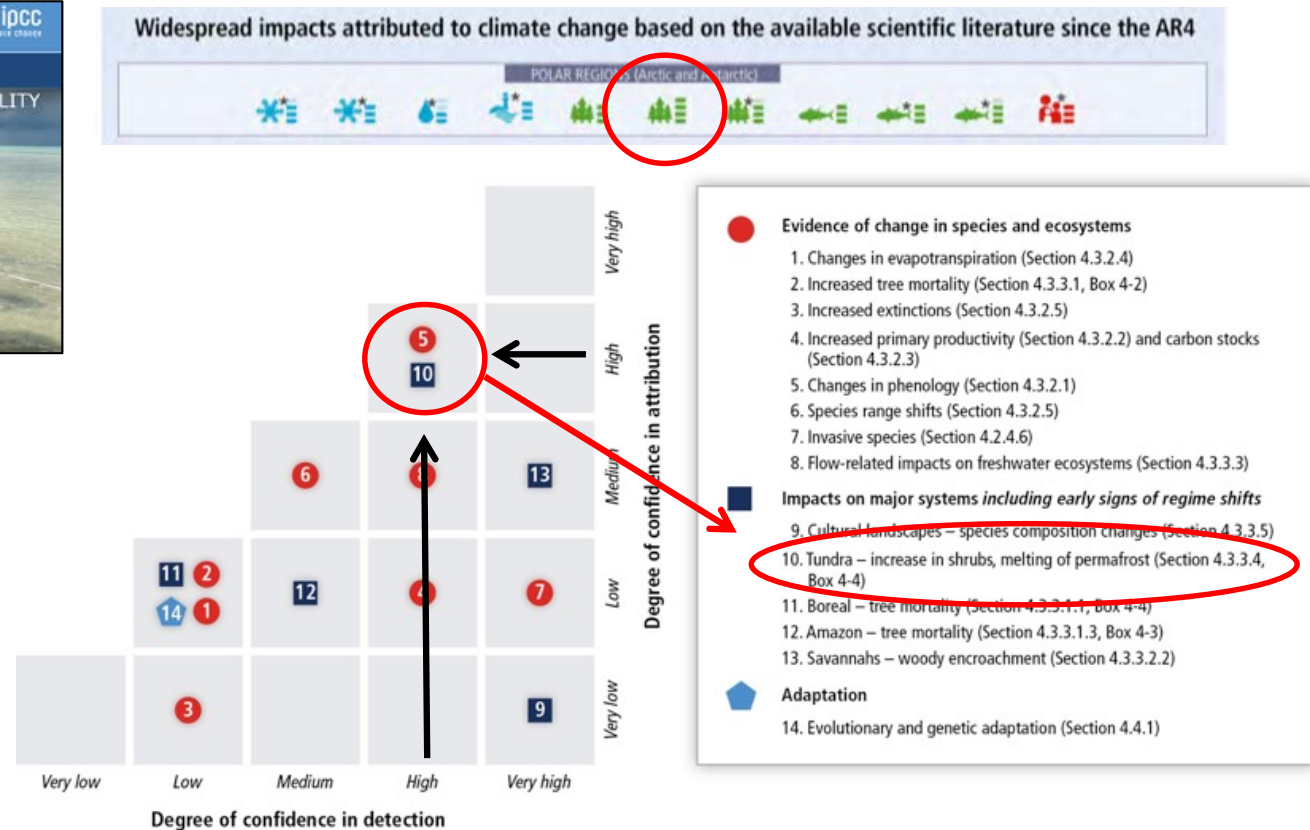 ipcc
LITY
Widespread impacts attributed to climate change based on the available scientific literature since the AR4
POLAR REGIONS (Arctic and Antarctic)
Very high
High
Medium
Low
Very low
Degree of confidence in attribution
5
10
6
8
13
11
2
14
1
12
4
7
3
9
Very low
Low
Medium
High
Very high
Degree of confidence in detection
Evidence of change in species and ecosystems
1. Changes in evapotranspiration (Section 4.3.2.4)
2. Increased tree mortality (Section 4.3.3.1, Box 4-2)
3. Increased extinctions (Section 4.3.2.5)
4. Increased primary productivity (Section 4.3.2.2) and carbon stocks
(Section 4.3.2.3)
5. Changes in phenology (Section 4.3.2.1)
6. Species range shifts (Section 4.3.2.5)
7. Invasive species (Section 4.2.4.6)
8. Flow-related impacts on freshwater ecosystems (Section 4.3.3.3)
Impacts on major systems including early signs of regime shifts
9. Cultural landscapes – species composition changes (Section 4.3.3.5)
10. Tundra – increase in shrubs, melting of permafrost (Section 4.3.3.4,
Box 4-4)
11. Boreal – tree mortality (Section 4.3.3.1.1, Box 4-4)
12. Amazon – tree mortality (Section 4.3.3.1.3, Box 4-3)
13. Savannahs – woody encroachment (Section 4.3.3.2.2)
Adaptation
14. Evolutionary and genetic adaptation (Section 4.4.1)